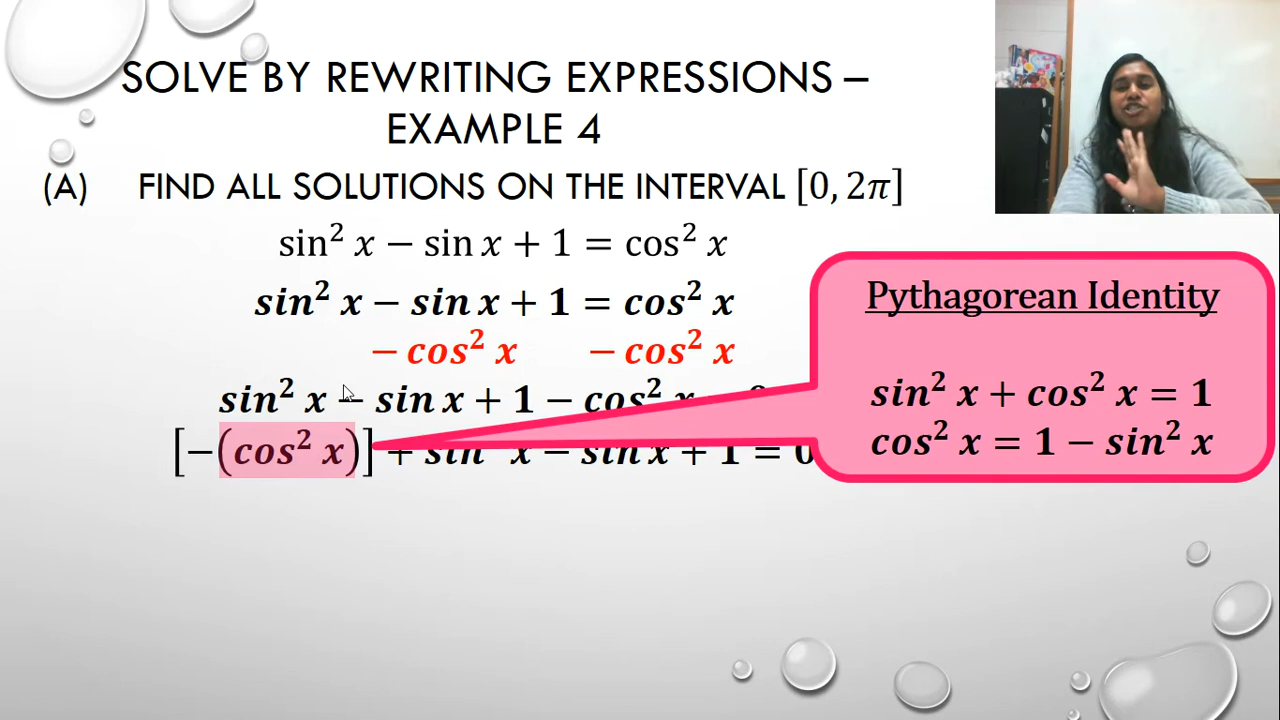 SOLVE BY REWRITING EXPRESSIONS –
EXAMPLE 4
(A) FIND ALL SOLUTIONS ON THE INTERVAL [0, 2π]
sin² x − sin x + 1 = cos² x
sin² x − sin x + 1 = cos² x
− cos² x − cos² x
sin² x − sin x + 1 − cos² x = 0
[−(cos² x)] + sin² x − sin x + 1 = 0
Pythagorean Identity
sin² x + cos² x = 1
cos² x = 1 − sin² x